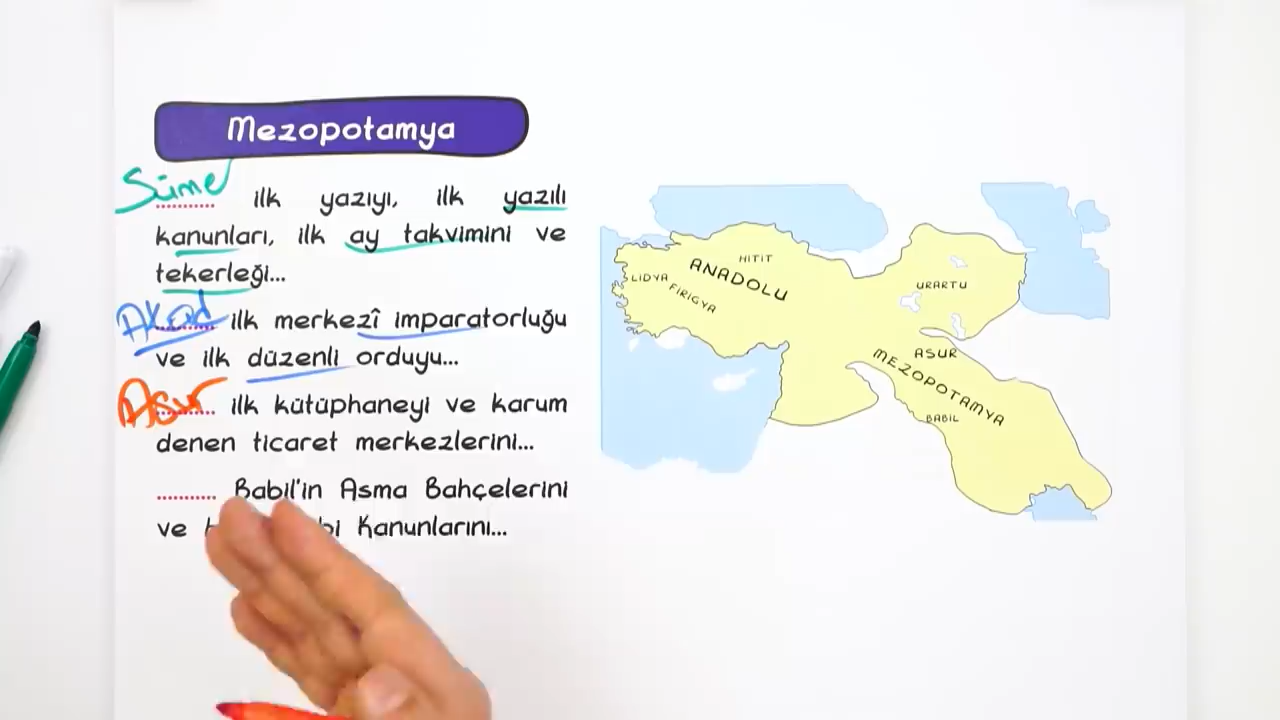 Mezopotamya
Süme ilk yazıyı, ilk yazılı
kanunları, ilk ay takvimini ve
tekerleği...
Akad ilk merkezî imparatorluğu
ve ilk düzenli orduyu...
Asur ilk kütüphaneyi ve karum
denen ticaret merkezlerini...
............ Babil'in Asma Bahçelerini
ve Kanunlarını...
HİTİT
LİDYA
ANADOLU
FİRİGYA
URARTU
ASUR
MEZOPOTAMYA
BABİL